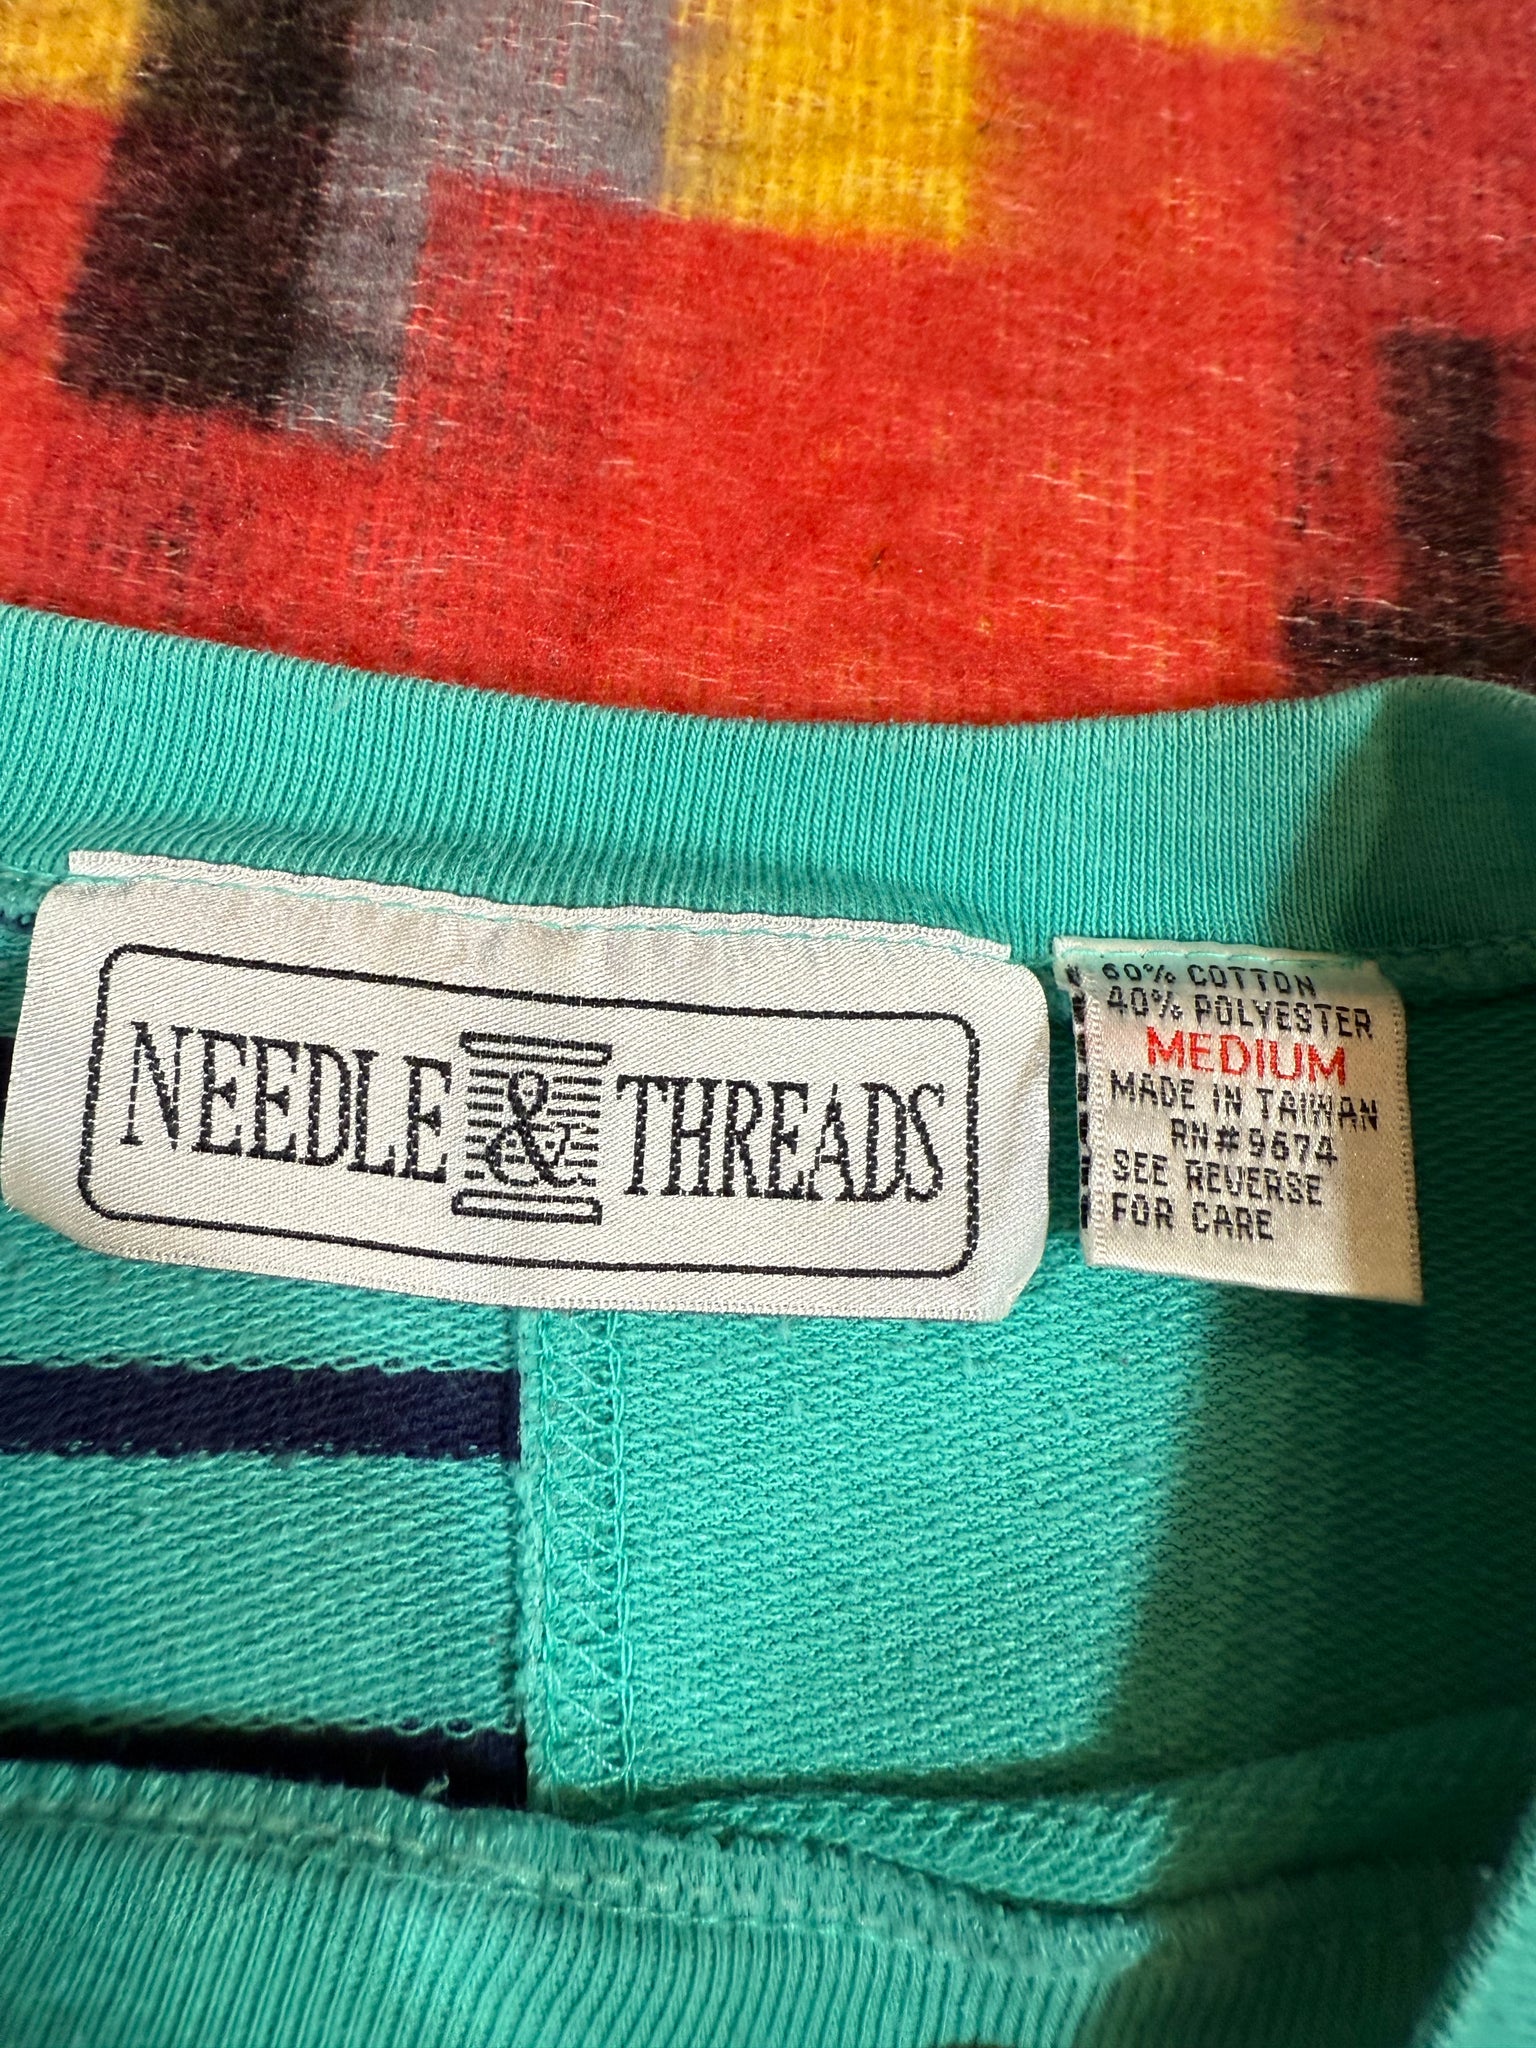 NEEDLE & THREADS
60% COTTON
40% POLYESTER
MEDIUM
MADE IN TAIWAN
RN#9674
SEE REVERSE
FOR CARE